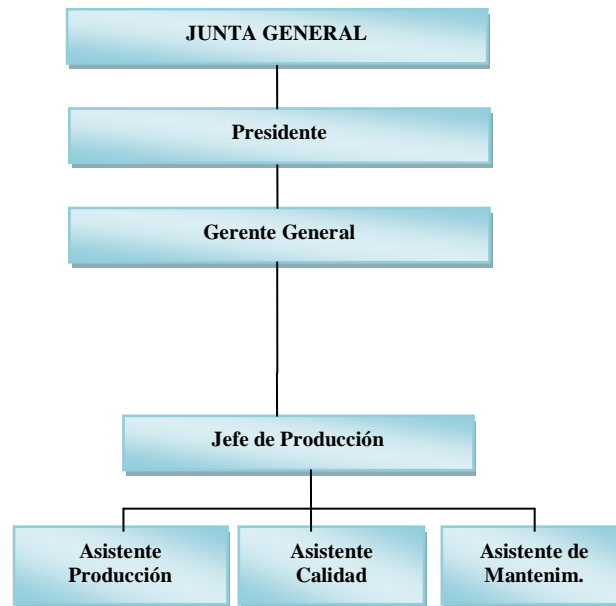 JUNTA GENERAL
Presidente
Gerente General
Jefe de Producción
Asistente
Producción
Asistente
Calidad
Asistente de
Mantenim.